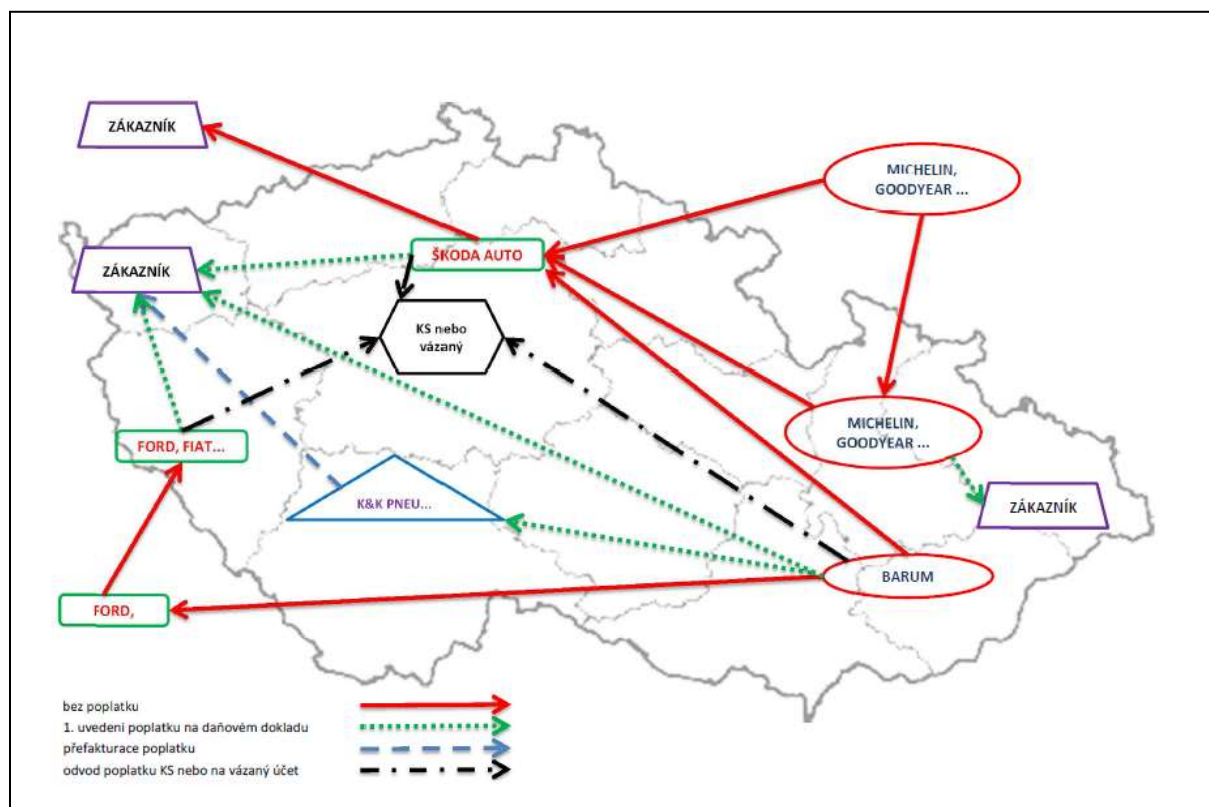 ZÁKAZNÍK
MICHELIN,
GOODYEAR ...
ZÁKAZNÍK
ŠKODA AUTO
KS nebo
vázaný
MICHELIN,
GOODYEAR ...
FORD, FIAT...
K&K PNEU...
ZÁKAZNÍK
BARUM
FORD,
bez poplatku
1. uvedení poplatku na daňovém dokladu
přefakturace poplatku
odvod poplatku KS nebo na vázaný účet